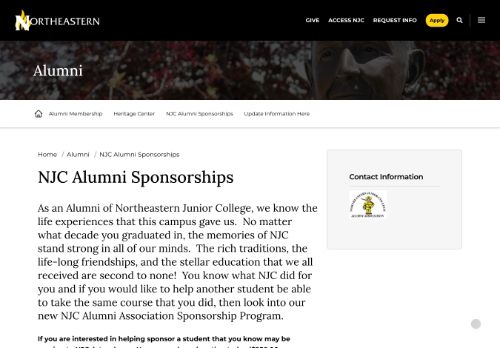 NORTHEASTERN
GIVE ACCESS NJC REQUEST INFO Apply
Alumni
Alumni Membership Heritage Center NJC Alumni Sponsorships Update Information Here
Home / Alumni / NJC Alumni Sponsorships
NJC Alumni Sponsorships
As an Alumni of Northeastern Junior College, we know the
life experiences that this campus gave us. No matter
what decade you graduated in, the memories of NJC
stand strong in all of our minds. The rich traditions, the
life-long friendships, and the stellar education that we all
received are second to none! You know what NJC did for
you and if you would like to help another student be able
to take the same course that you did, then look into our
new NJC Alumni Association Sponsorship Program.
If you are interested in helping sponsor a student that you know may be
Contact Information
ALUMNI ASSOCIATION